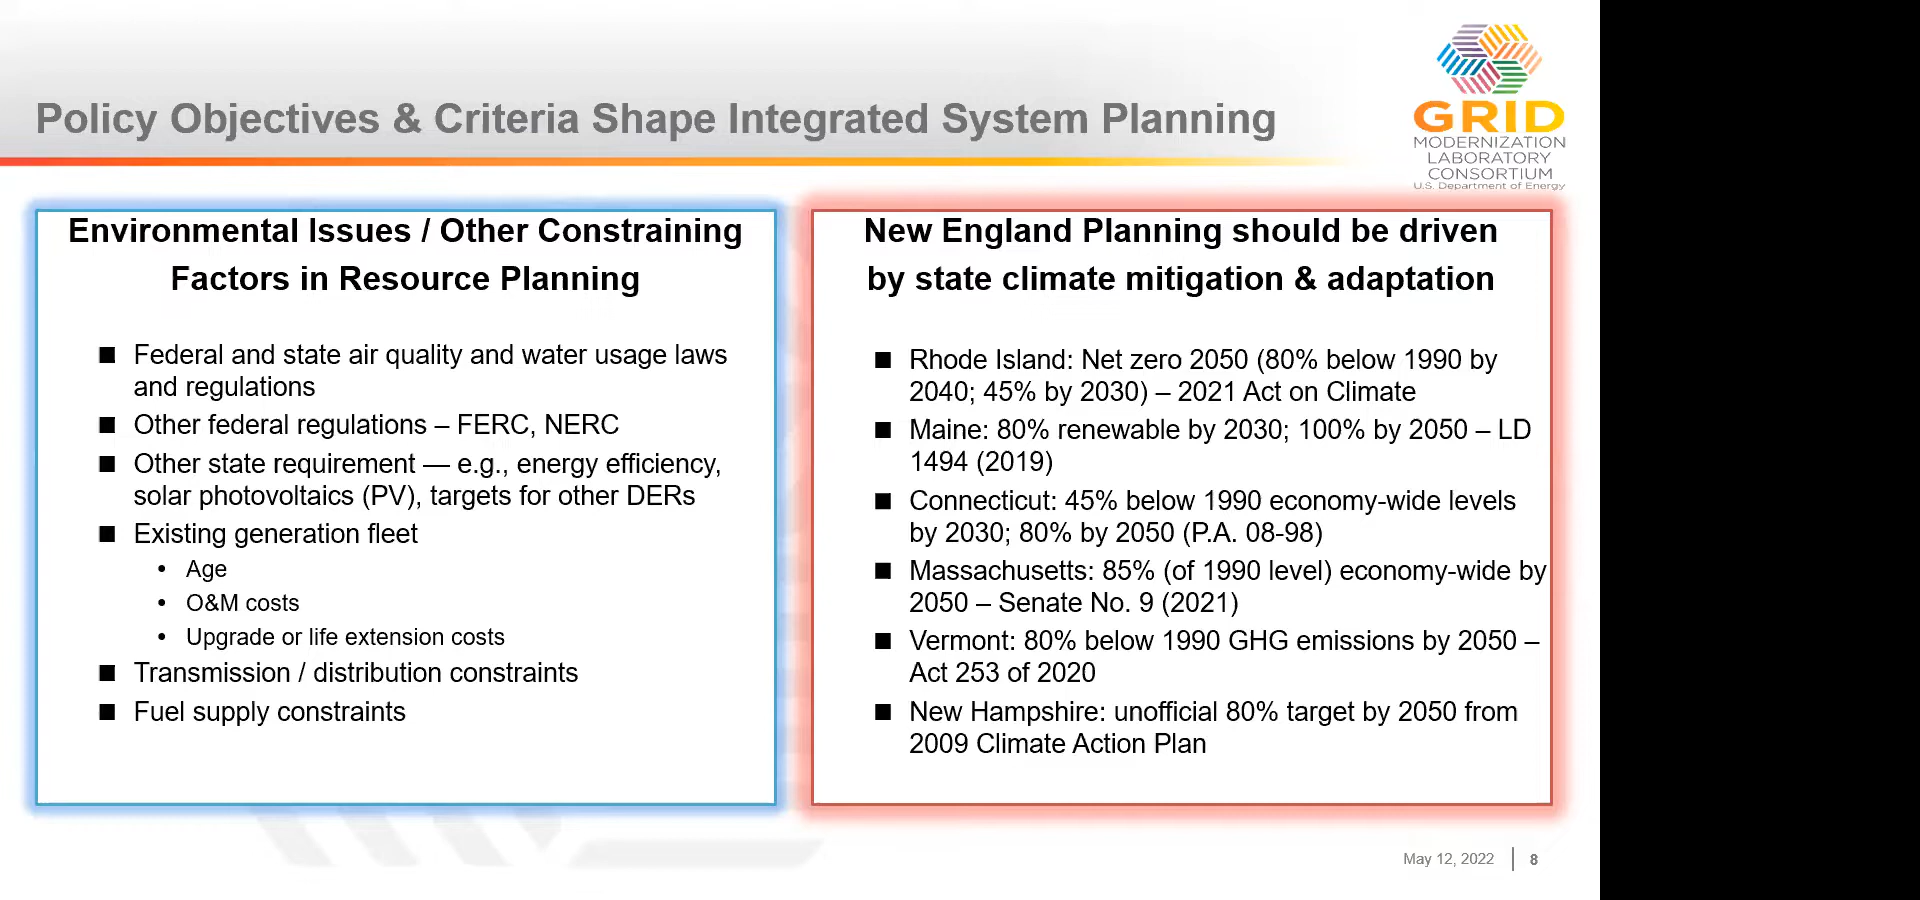 Policy Objectives & Criteria Shape Integrated System Planning
GRID
MODERNIZATION
LABORATORY
CONSORTIUM
U.S. Department of Energy
Environmental Issues / Other Constraining
Factors in Resource Planning
■ Federal and state air quality and water usage laws
and regulations
■ Other federal regulations – FERC, NERC
■ Other state requirement — e.g., energy efficiency,
solar photovoltaics (PV), targets for other DERs
■ Existing generation fleet
• Age
• O&M costs
• Upgrade or life extension costs
■ Transmission / distribution constraints
■ Fuel supply constraints
New England Planning should be driven
by state climate mitigation & adaptation
■ Rhode Island: Net zero 2050 (80% below 1990 by
2040; 45% by 2030) – 2021 Act on Climate
■ Maine: 80% renewable by 2030; 100% by 2050 – LD
1494 (2019)
■ Connecticut: 45% below 1990 economy-wide levels
by 2030; 80% by 2050 (P.A. 08-98)
■ Massachusetts: 85% (of 1990 level) economy-wide by
2050 – Senate No. 9 (2021)
■ Vermont: 80% below 1990 GHG emissions by 2050 –
Act 253 of 2020
■ New Hampshire: unofficial 80% target by 2050 from
2009 Climate Action Plan
May 12, 2022 | 8